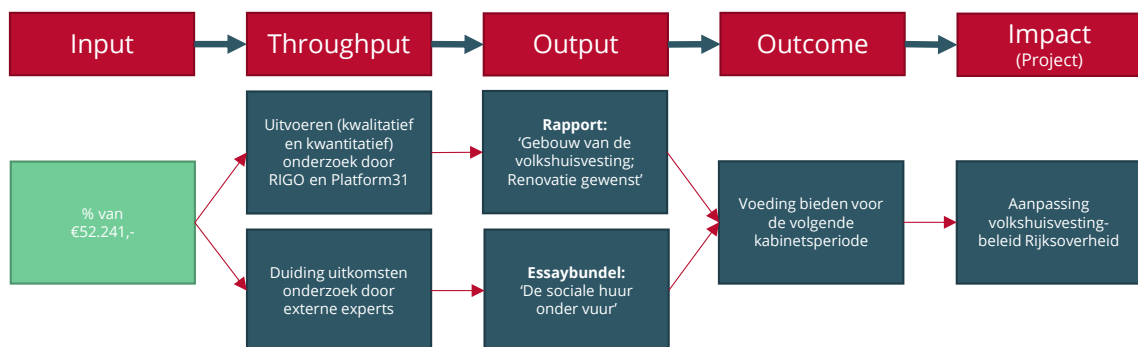 Input
Throughput
Output
Outcome
Impact
(Project)
% van
€52.241,-
Uitvoeren (kwalitatief
en kwantitatief)
onderzoek door
RIGO en Platform31
Rapport:
‘Gebouw van de
volkshuisvesting;
Renovatie gewenst’
Duiding uitkomsten
onderzoek door
externe experts
Essaybundel:
‘De sociale huur
onder vuur’
Voeding bieden voor
de volgende
kabinetsperiode
Aanpassing
volkshuisvesting-
beleid Rijksoverheid